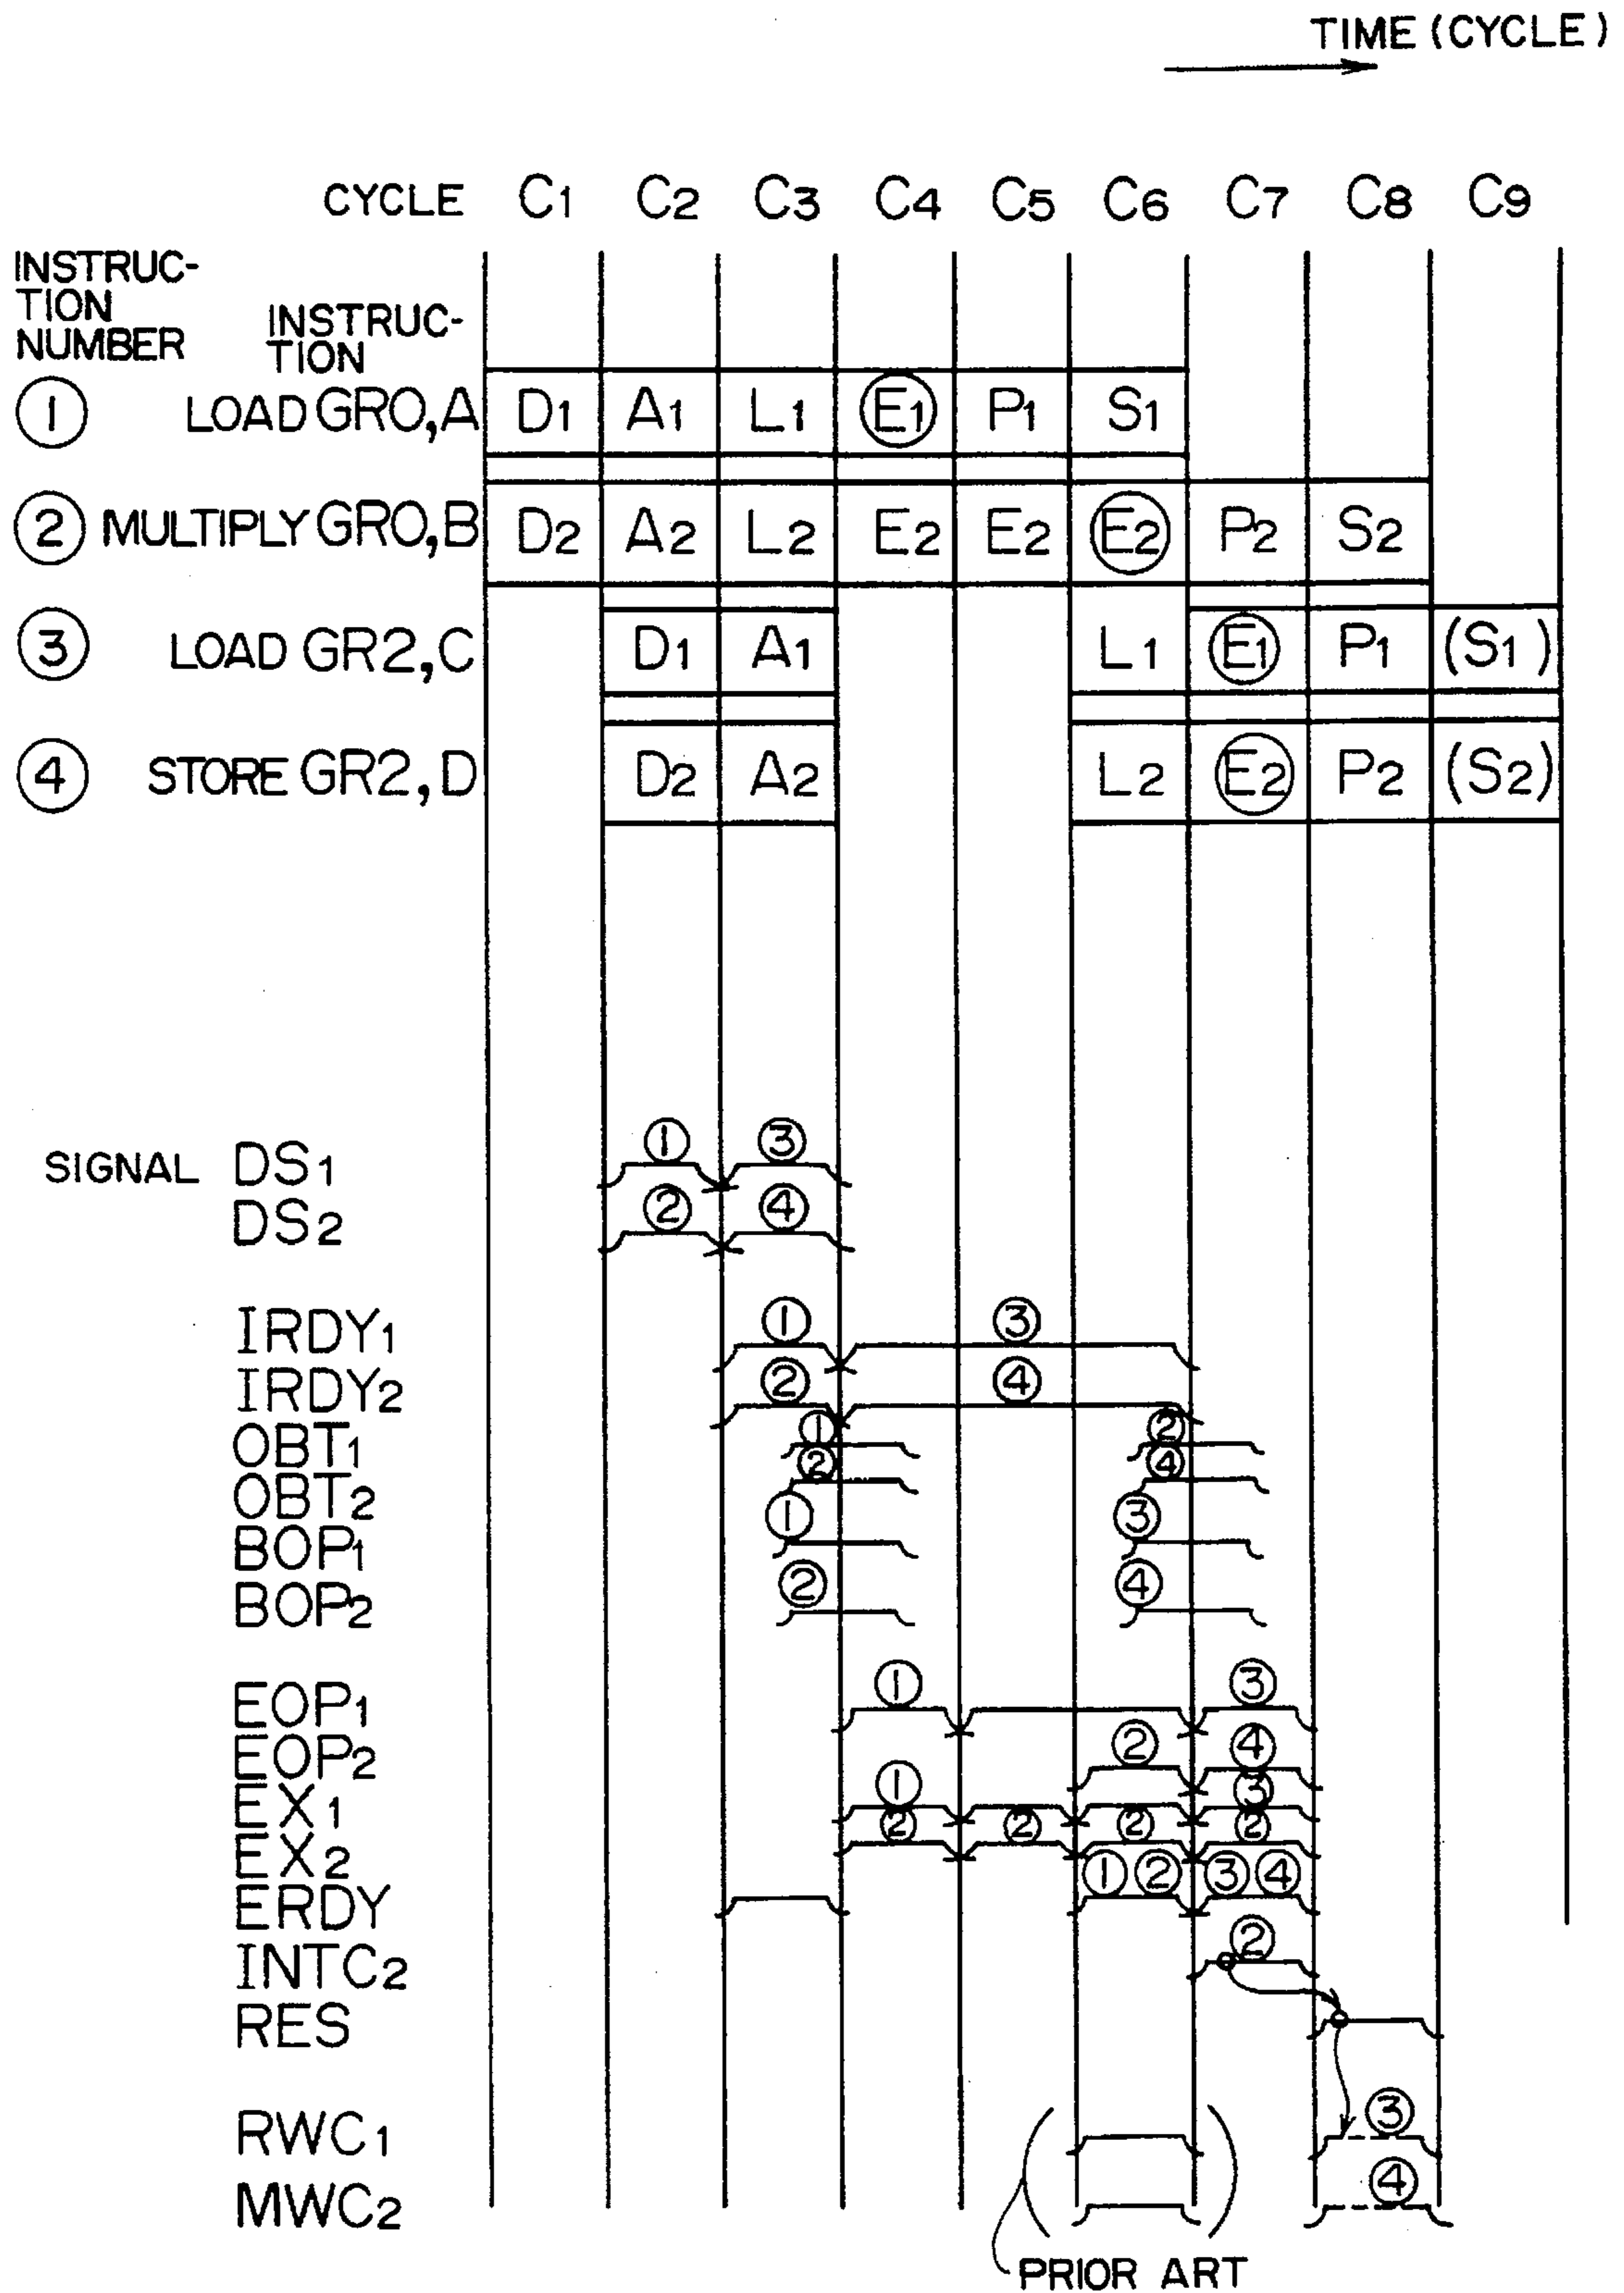 TIME (CYCLE)
CYCLE C1 C2 C3 C4 C5 C6 C7 C8 C9
INSTRUC-
TION
NUMBER
INSTRUC-
TION
① LOAD GR0,A D1 A1 L1 E1 P1 S1
② MULTIPLY GR0,B D2 A2 L2 E2 E2 E2 P2 S2
③ LOAD GR2,C D1 A1 L1 E1 P1 (S1)
④ STORE GR2,D D2 A2 L2 E2 P2 (S2)
SIGNAL DS1 ① ③
DS2 ② ④
IRDY1 ① ③
IRDY2 ② ④
OBT1 ① ②
OBT2 ② ④
BOP1 ① ③
BOP2 ② ④
EOP1 ① ③
EOP2 ② ④
EX1 ① ③
EX2 ② ② ② ②
ERDY ① ② ③ ④
INTC2 ②
RES
RWC1 ③
MWC2 ④
PRIOR ART